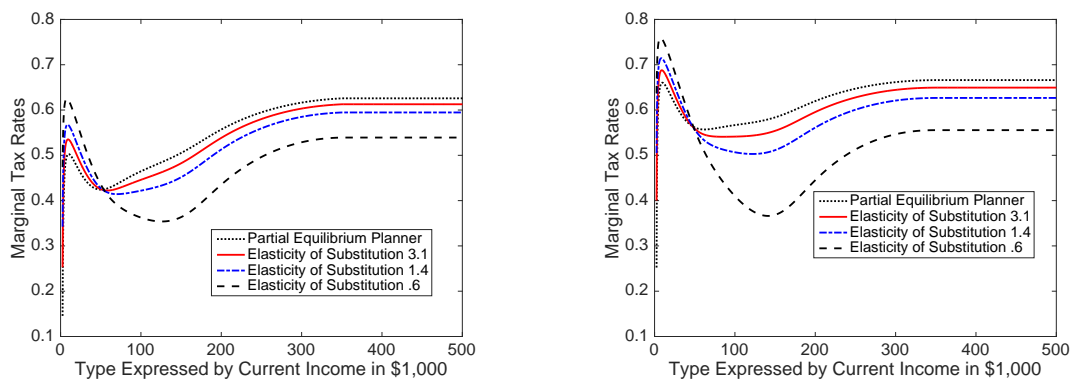 0.8
0.7
0.6
0.5
0.4
0.3
0.2
0.1
Marginal Tax Rates
Partial Equilibrium Planner
Elasticity of Substitution 3.1
Elasticity of Substitution 1.4
Elasticity of Substitution .6
0 100 200 300 400 500
Type Expressed by Current Income in $1,000
0.8
0.7
0.6
0.5
0.4
0.3
0.2
0.1
Marginal Tax Rates
Partial Equilibrium Planner
Elasticity of Substitution 3.1
Elasticity of Substitution 1.4
Elasticity of Substitution .6
0 100 200 300 400 500
Type Expressed by Current Income in $1,000